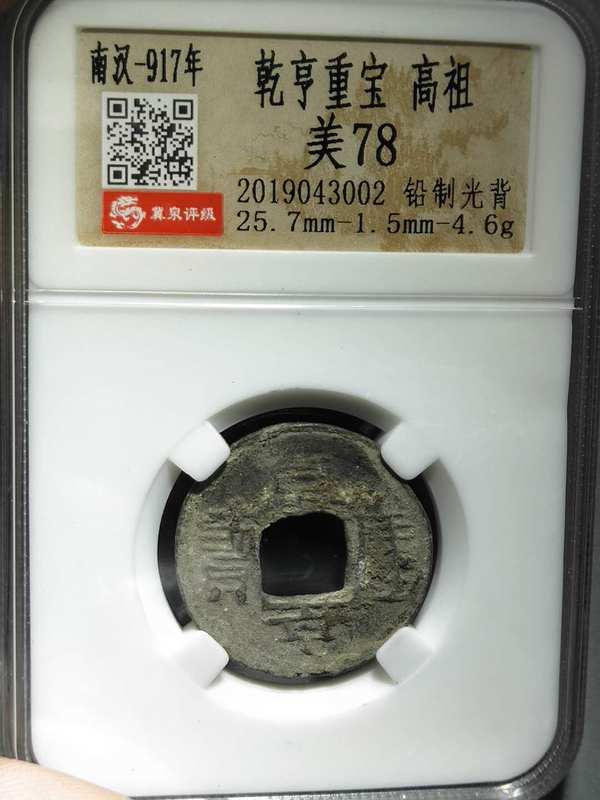 南汉-917年
乾亨重宝 高祖
美78
冀泉评级
2019043002 铅制光背
25.7mm-1.5mm-4.6g